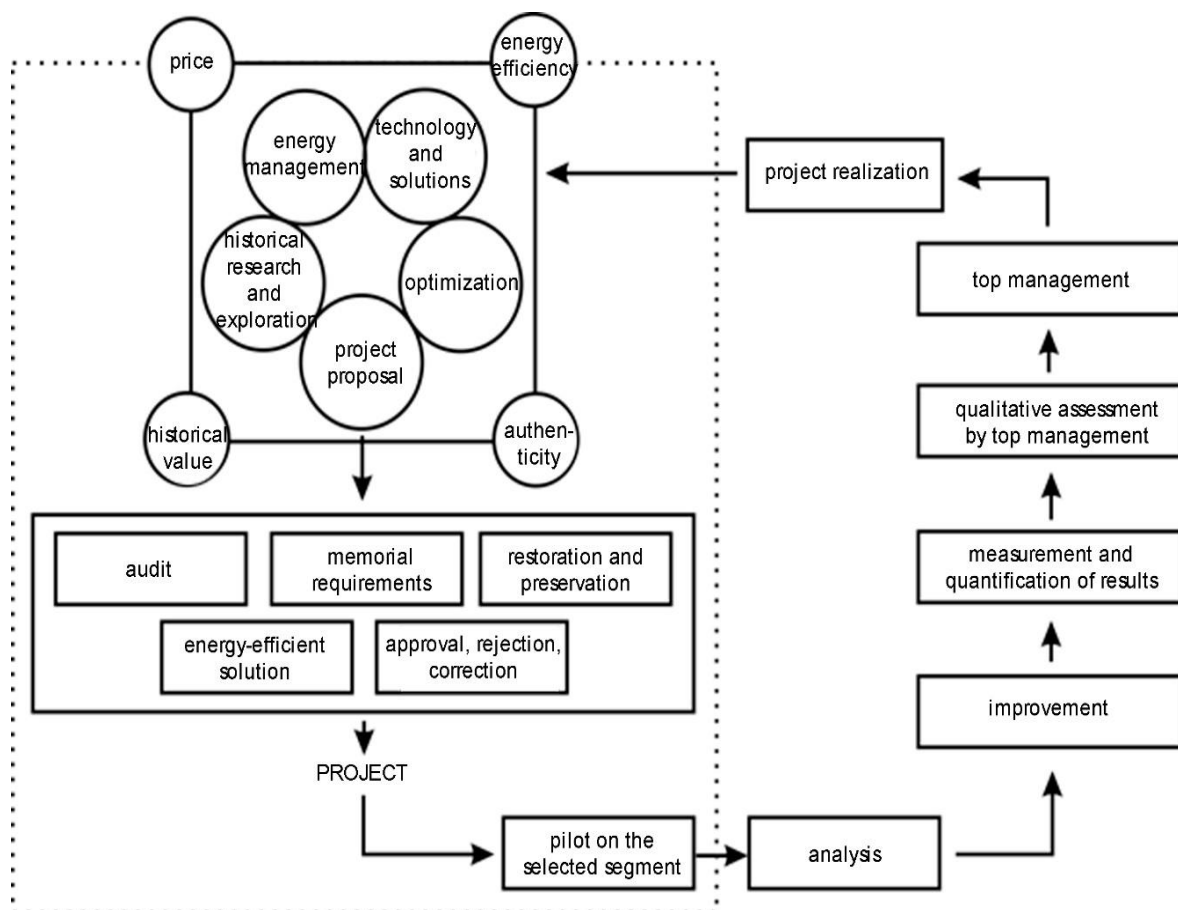 price
energy
efficiency
energy
management
technology
and
solutions
historical
research
and
exploration
optimization
project
proposal
historical
value
authen-
ticity
audit
memorial
requirements
restoration and
preservation
energy-efficient
solution
approval, rejection,
correction
PROJECT
pilot on the
selected segment
analysis
improvement
measurement and
quantification of results
qualitative assessment
by top management
top management
project realization